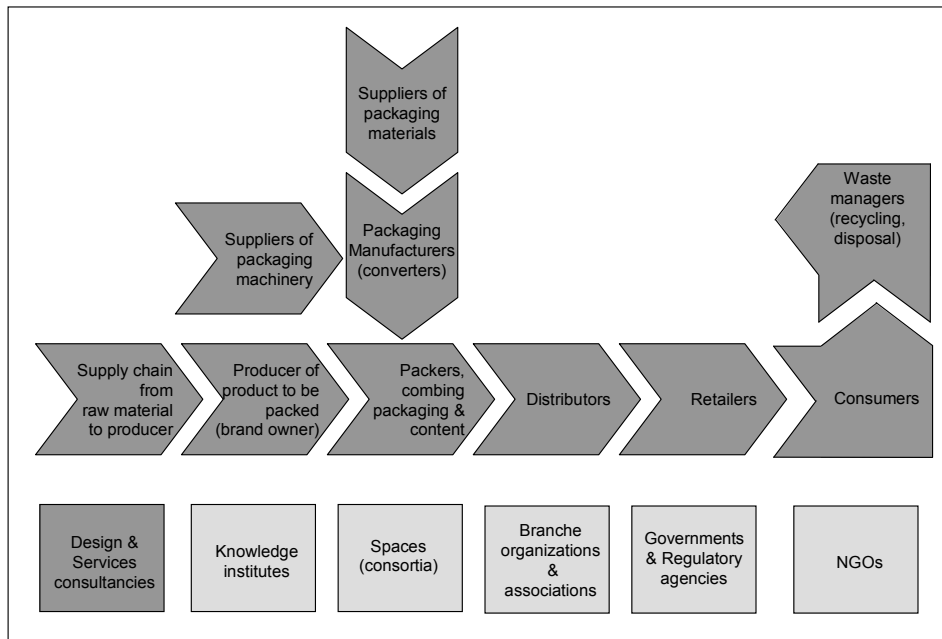 Suppliers of
packaging
materials
Waste
managers
(recycling,
disposal)
Suppliers of
packaging
machinery
Packaging
Manufacturers
(converters)
Supply chain
from
raw material
to producer
Producer of
product to be
packed
(brand owner)
Packers,
combing
packaging &
content
Distributors
Retailers
Consumers
Design &
Services
consultancies
Knowledge
institutes
Spaces
(consortia)
Branche
organizations
&
associations
Governments
& Regulatory
agencies
NGOs